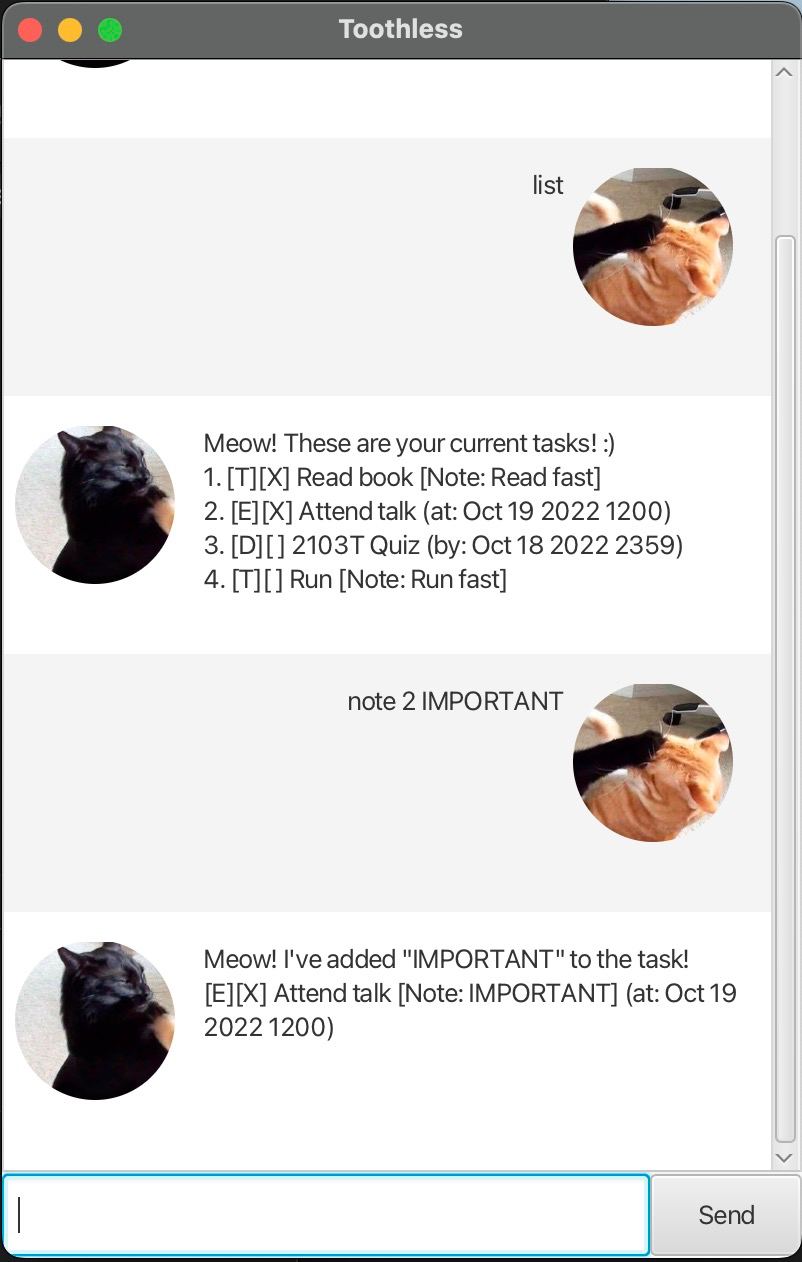 Toothless
list
Meow! These are your current tasks! :)
1. [T][X] Read book [Note: Read fast]
2. [E][X] Attend talk (at: Oct 19 2022 1200)
3. [D][ ] 2103T Quiz (by: Oct 18 2022 2359)
4. [T][ ] Run [Note: Run fast]
note 2 IMPORTANT
Meow! I've added "IMPORTANT" to the task!
[E][X] Attend talk [Note: IMPORTANT] (at: Oct 19
2022 1200)
Send